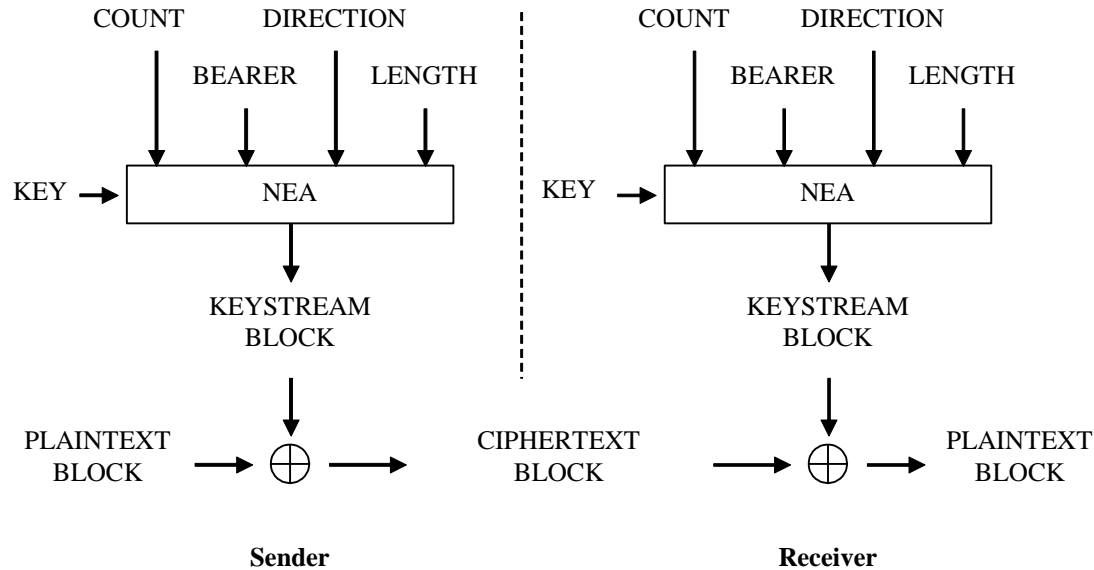 COUNT
DIRECTION
BEARER
LENGTH
KEY
NEA
KEYSTREAM
BLOCK
PLAINTEXT
BLOCK
Sender
COUNT
DIRECTION
BEARER
LENGTH
KEY
NEA
KEYSTREAM
BLOCK
CIPHERTEXT
BLOCK
PLAINTEXT
BLOCK
Receiver